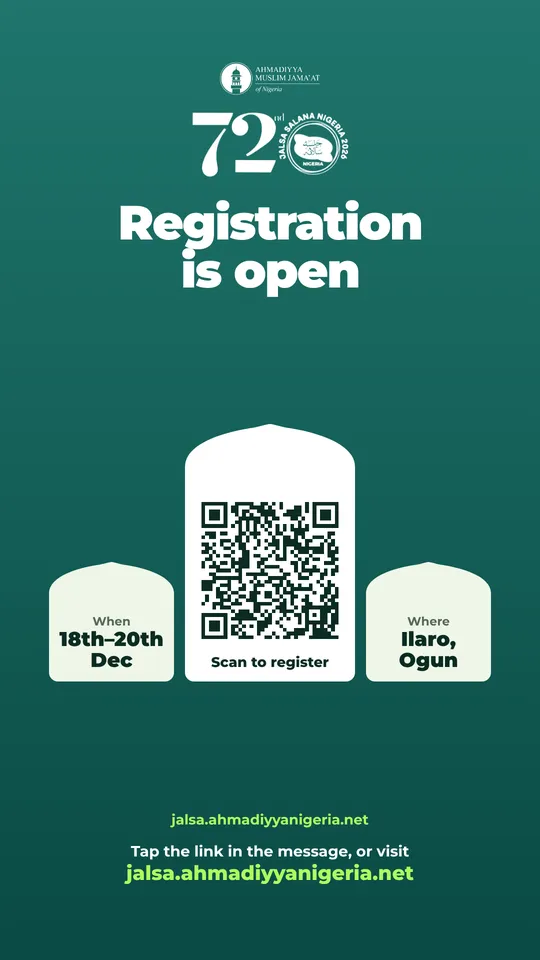 AHMADIYYA
MUSLIM JAMA'AT
of Nigeria
72nd
JALSA SALANA NIGERIA 2026
NIGERIA
Registration
is open
When
18th–20th
Dec
Scan to register
Where
Ilaro,
Ogun
jalsa.ahmadiyyanigeria.net
Tap the link in the message, or visit
jalsa.ahmadiyyanigeria.net